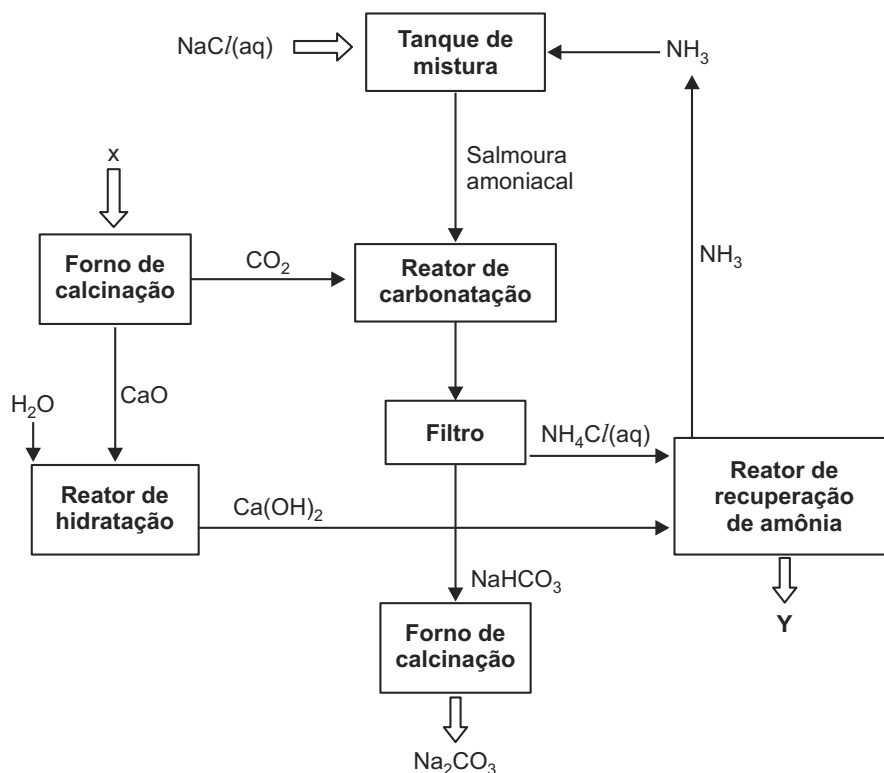 NaCl(aq)
Tanque de
mistura
NH₃
Salmoura
amoniacal
x
Forno de
calcinação
CO₂
Reator de
carbonatação
NH₃
CaO
H₂O
Filtro
NH₄Cl(aq)
Reator de
hidratação
Ca(OH)₂
Reator de
recuperação
de amônia
NaHCO₃
Forno de
calcinação
Y
Na₂CO₃